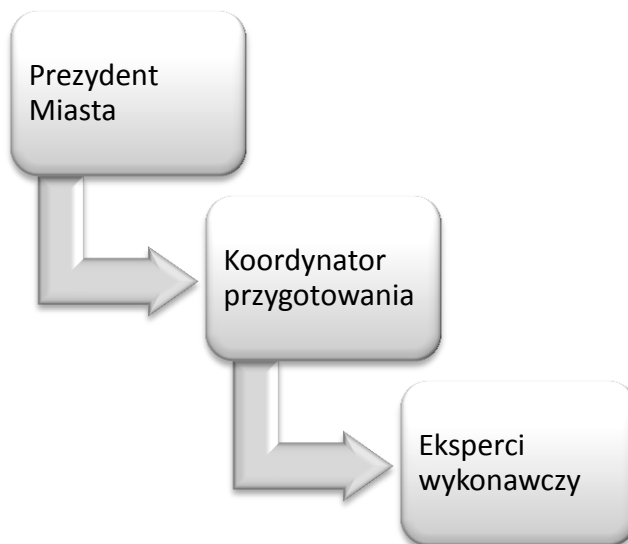 Prezydent
Miasta
Koordynator
przygotowania
Eksperci
wykonawczy